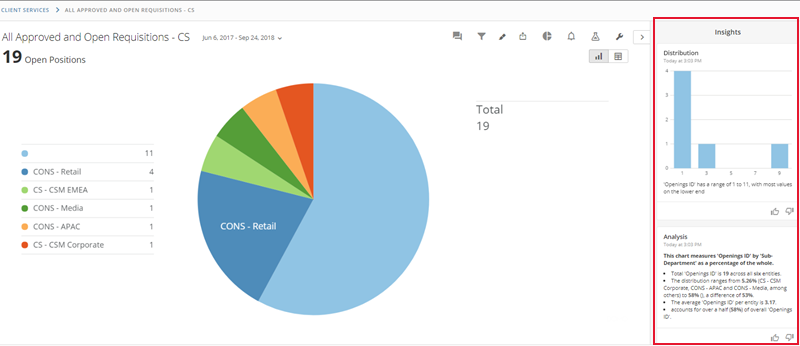 CLIENT SERVICES > ALL APPROVED AND OPEN REQUISITIONS - CS
All Approved and Open Requisitions - CS Jun 6, 2017 - Sep 24, 2018
19 Open Positions
11
CONS - Retail 4
CS - CSM EMEA 1
CONS - Media 1
CONS - APAC 1
CS - CSM Corporate 1
CONS - Retail
Total
19
Insights
Distribution
Today at 3:03 PM
4
3
2
1
0
1 3 5 7 9
'Openings ID' has a range of 1 to 11, with most values
on the lower end
Analysis
Today at 3:03 PM
This chart measures 'Openings ID' by 'Sub-
Department' as a percentage of the whole.
• Total 'Openings ID' is 19 across all six entities.
• The distribution ranges from 5.26% (CS - CSM
Corporate, CONS - APAC and CONS - Media, among
others) to 58% (), a difference of 53%.
• The average 'Openings ID' per entity is 3.17.
• accounts for over a half (58%) of overall 'Openings
ID'.